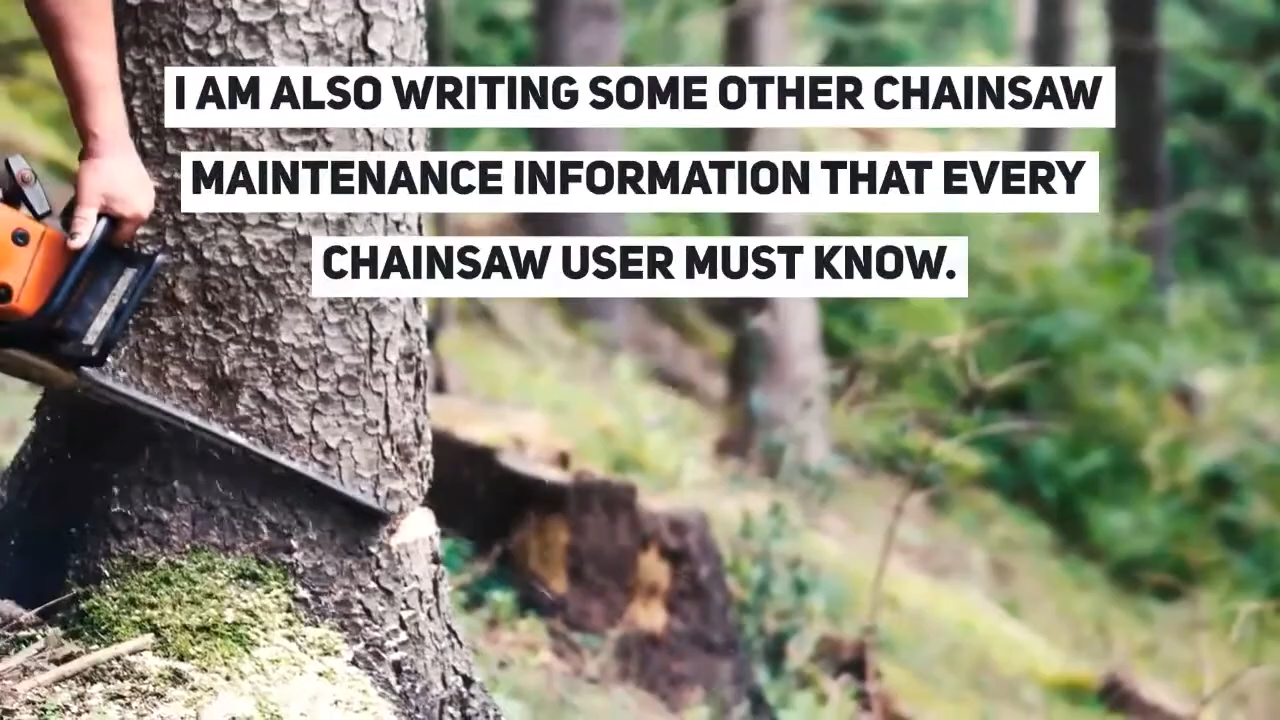 I AM ALSO WRITING SOME OTHER CHAINSAW
MAINTENANCE INFORMATION THAT EVERY
CHAINSAW USER MUST KNOW.